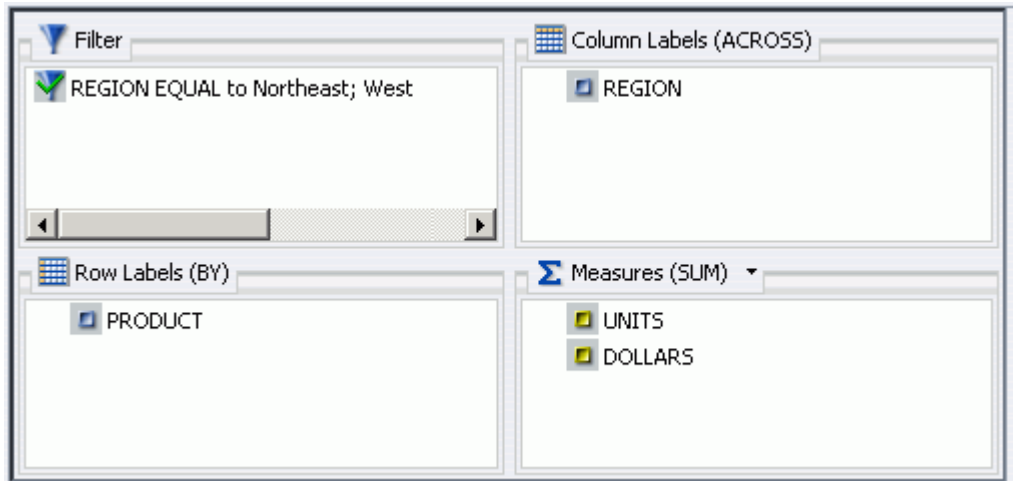 Filter
REGION EQUAL to Northeast; West
Column Labels (ACROSS)
REGION
Row Labels (BY)
PRODUCT
Measures (SUM)
UNITS
DOLLARS